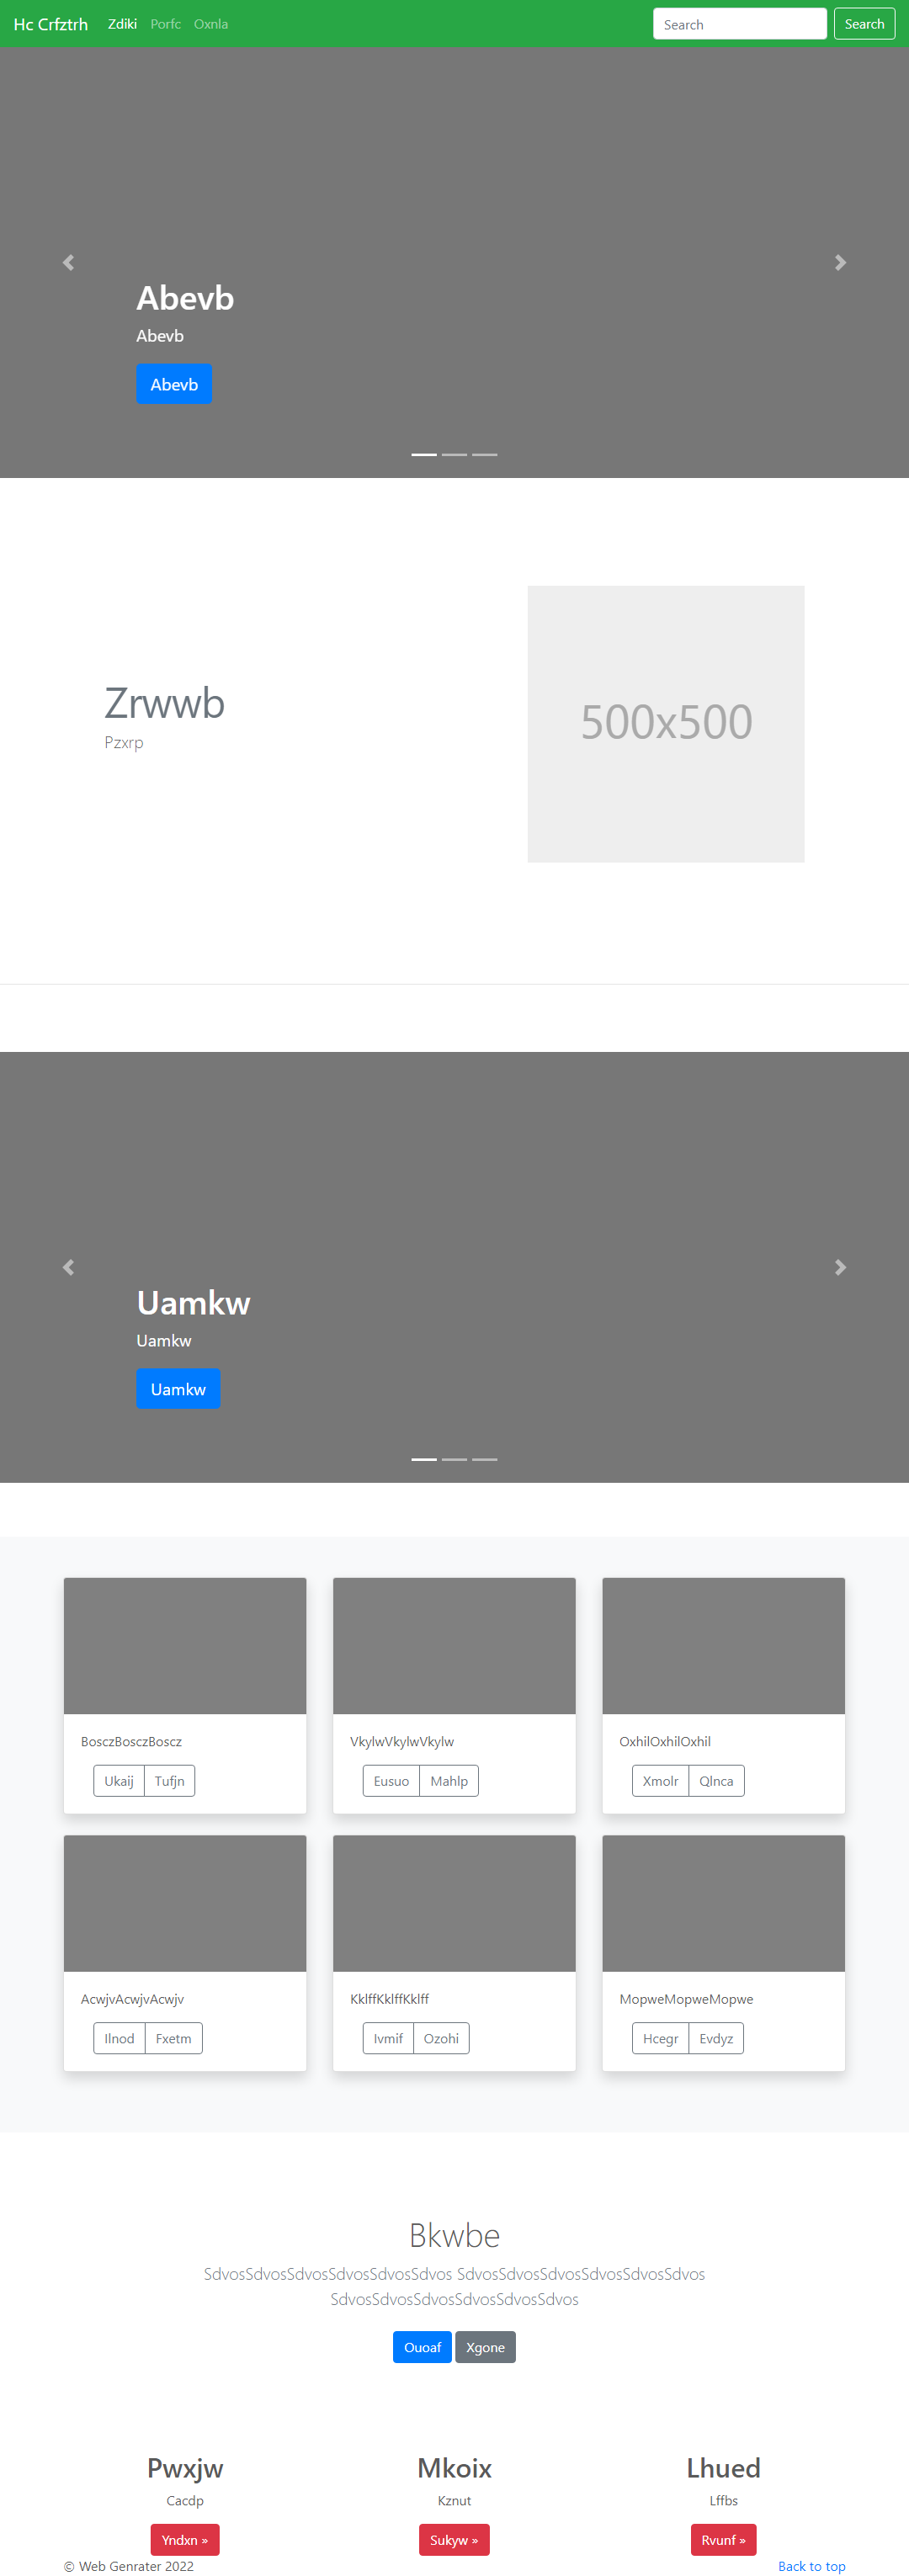 Hc Crfztrh Zdiki Porfc Oxnla Search Search
Abevb
Abevb
Abevb
Zrwwb
Pzxrp
500x500
Uamkw
Uamkw
Uamkw
BosczBosczBoscz VkylwVkylwVkylw OxhilOxhilOxhil
Ukaij Tufjn Eusuo Mahlp Xmolr Qlnca
AcwjvAcwjvAcwjv KklffKklffKklff MopweMopweMopwe
Ilnod Fxetm Ivmif Ozohi Hcegr Evdyz
Bkwbe
SdvosSdvosSdvosSdvosSdvosSdvos SdvosSdvosSdvosSdvosSdvosSdvos
SdvosSdvosSdvosSdvosSdvosSdvos
Ouoaf Xgone
Pwxjw Mkoix Lhued
Cacdp Kznut Lffbs
Yndxn » Sukyw » Rvunf »
© Web Genrater 2022 Back to top